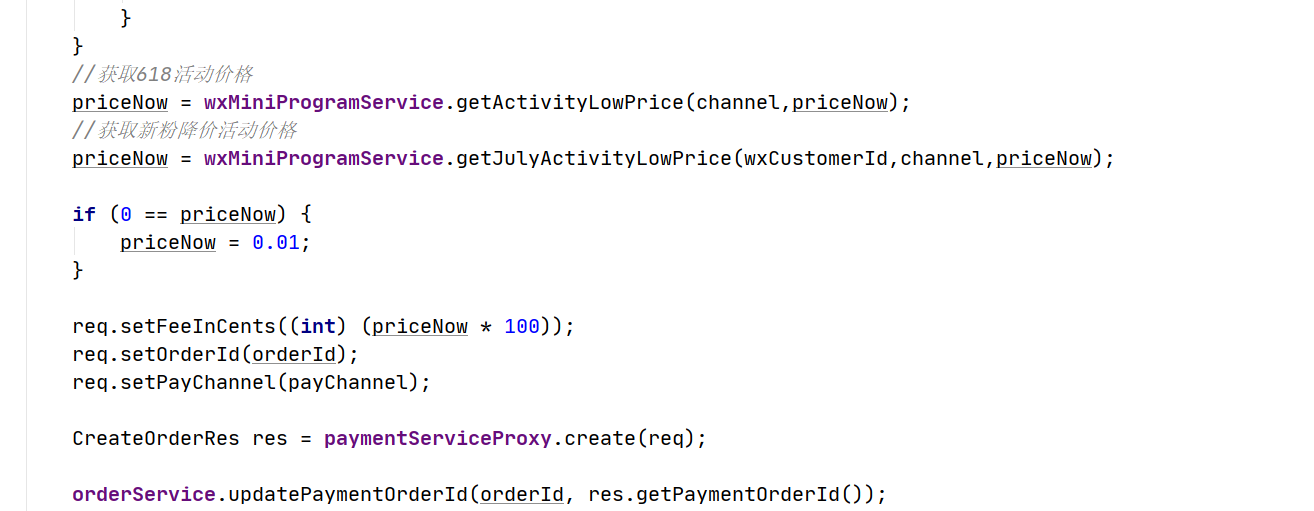 }
}
//获取618活动价格
priceNow = wxMiniProgramService.getActivityLowPrice(channel,priceNow);
//获取新粉降价活动价格
priceNow = wxMiniProgramService.getJulyActivityLowPrice(wxCustomerId,channel,priceNow);
if (0 == priceNow) {
priceNow = 0.01;
}
req.setFeeInCents((int) (priceNow * 100));
req.setOrderId(orderId);
req.setPayChannel(payChannel);
CreateOrderRes res = paymentServiceProxy.create(req);
orderService.updatePaymentOrderId(orderId, res.getPaymentOrderId());